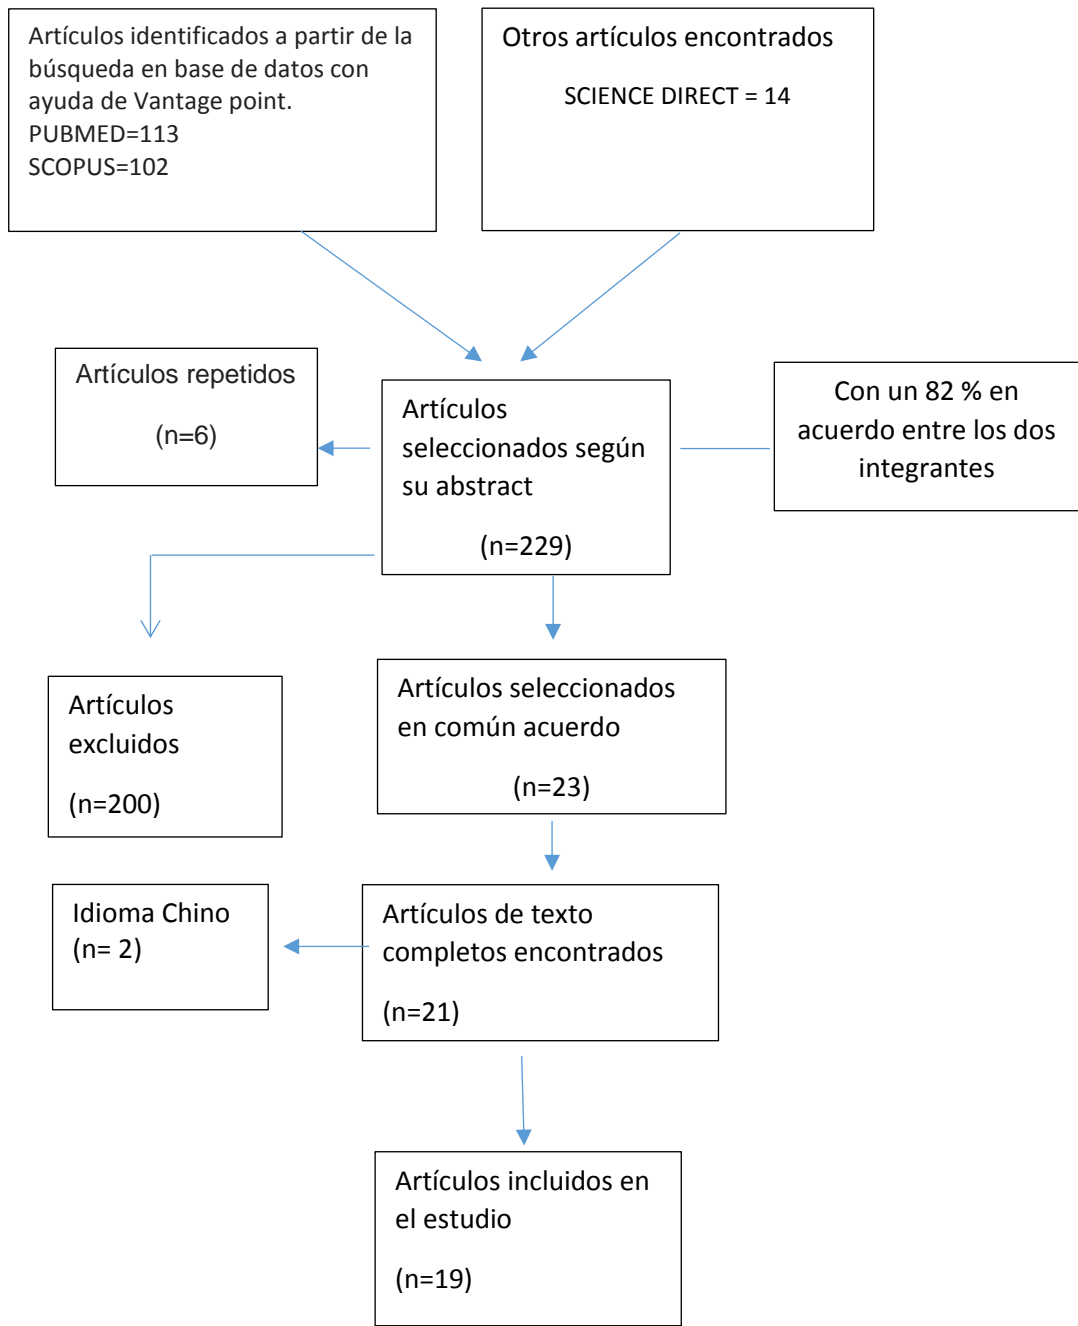 Artículos identificados a partir de la
búsqueda en base de datos con
ayuda de Vantage point.
PUBMED=113
SCOPUS=102
Otros artículos encontrados
SCIENCE DIRECT = 14
Artículos repetidos
(n=6)
Artículos
seleccionados según
su abstract
(n=229)
Con un 82 % en
acuerdo entre los dos
integrantes
Artículos
excluidos
(n=200)
Artículos seleccionados
en común acuerdo
(n=23)
Idioma Chino
(n= 2)
Artículos de texto
completos encontrados
(n=21)
Artículos incluidos en
el estudio
(n=19)